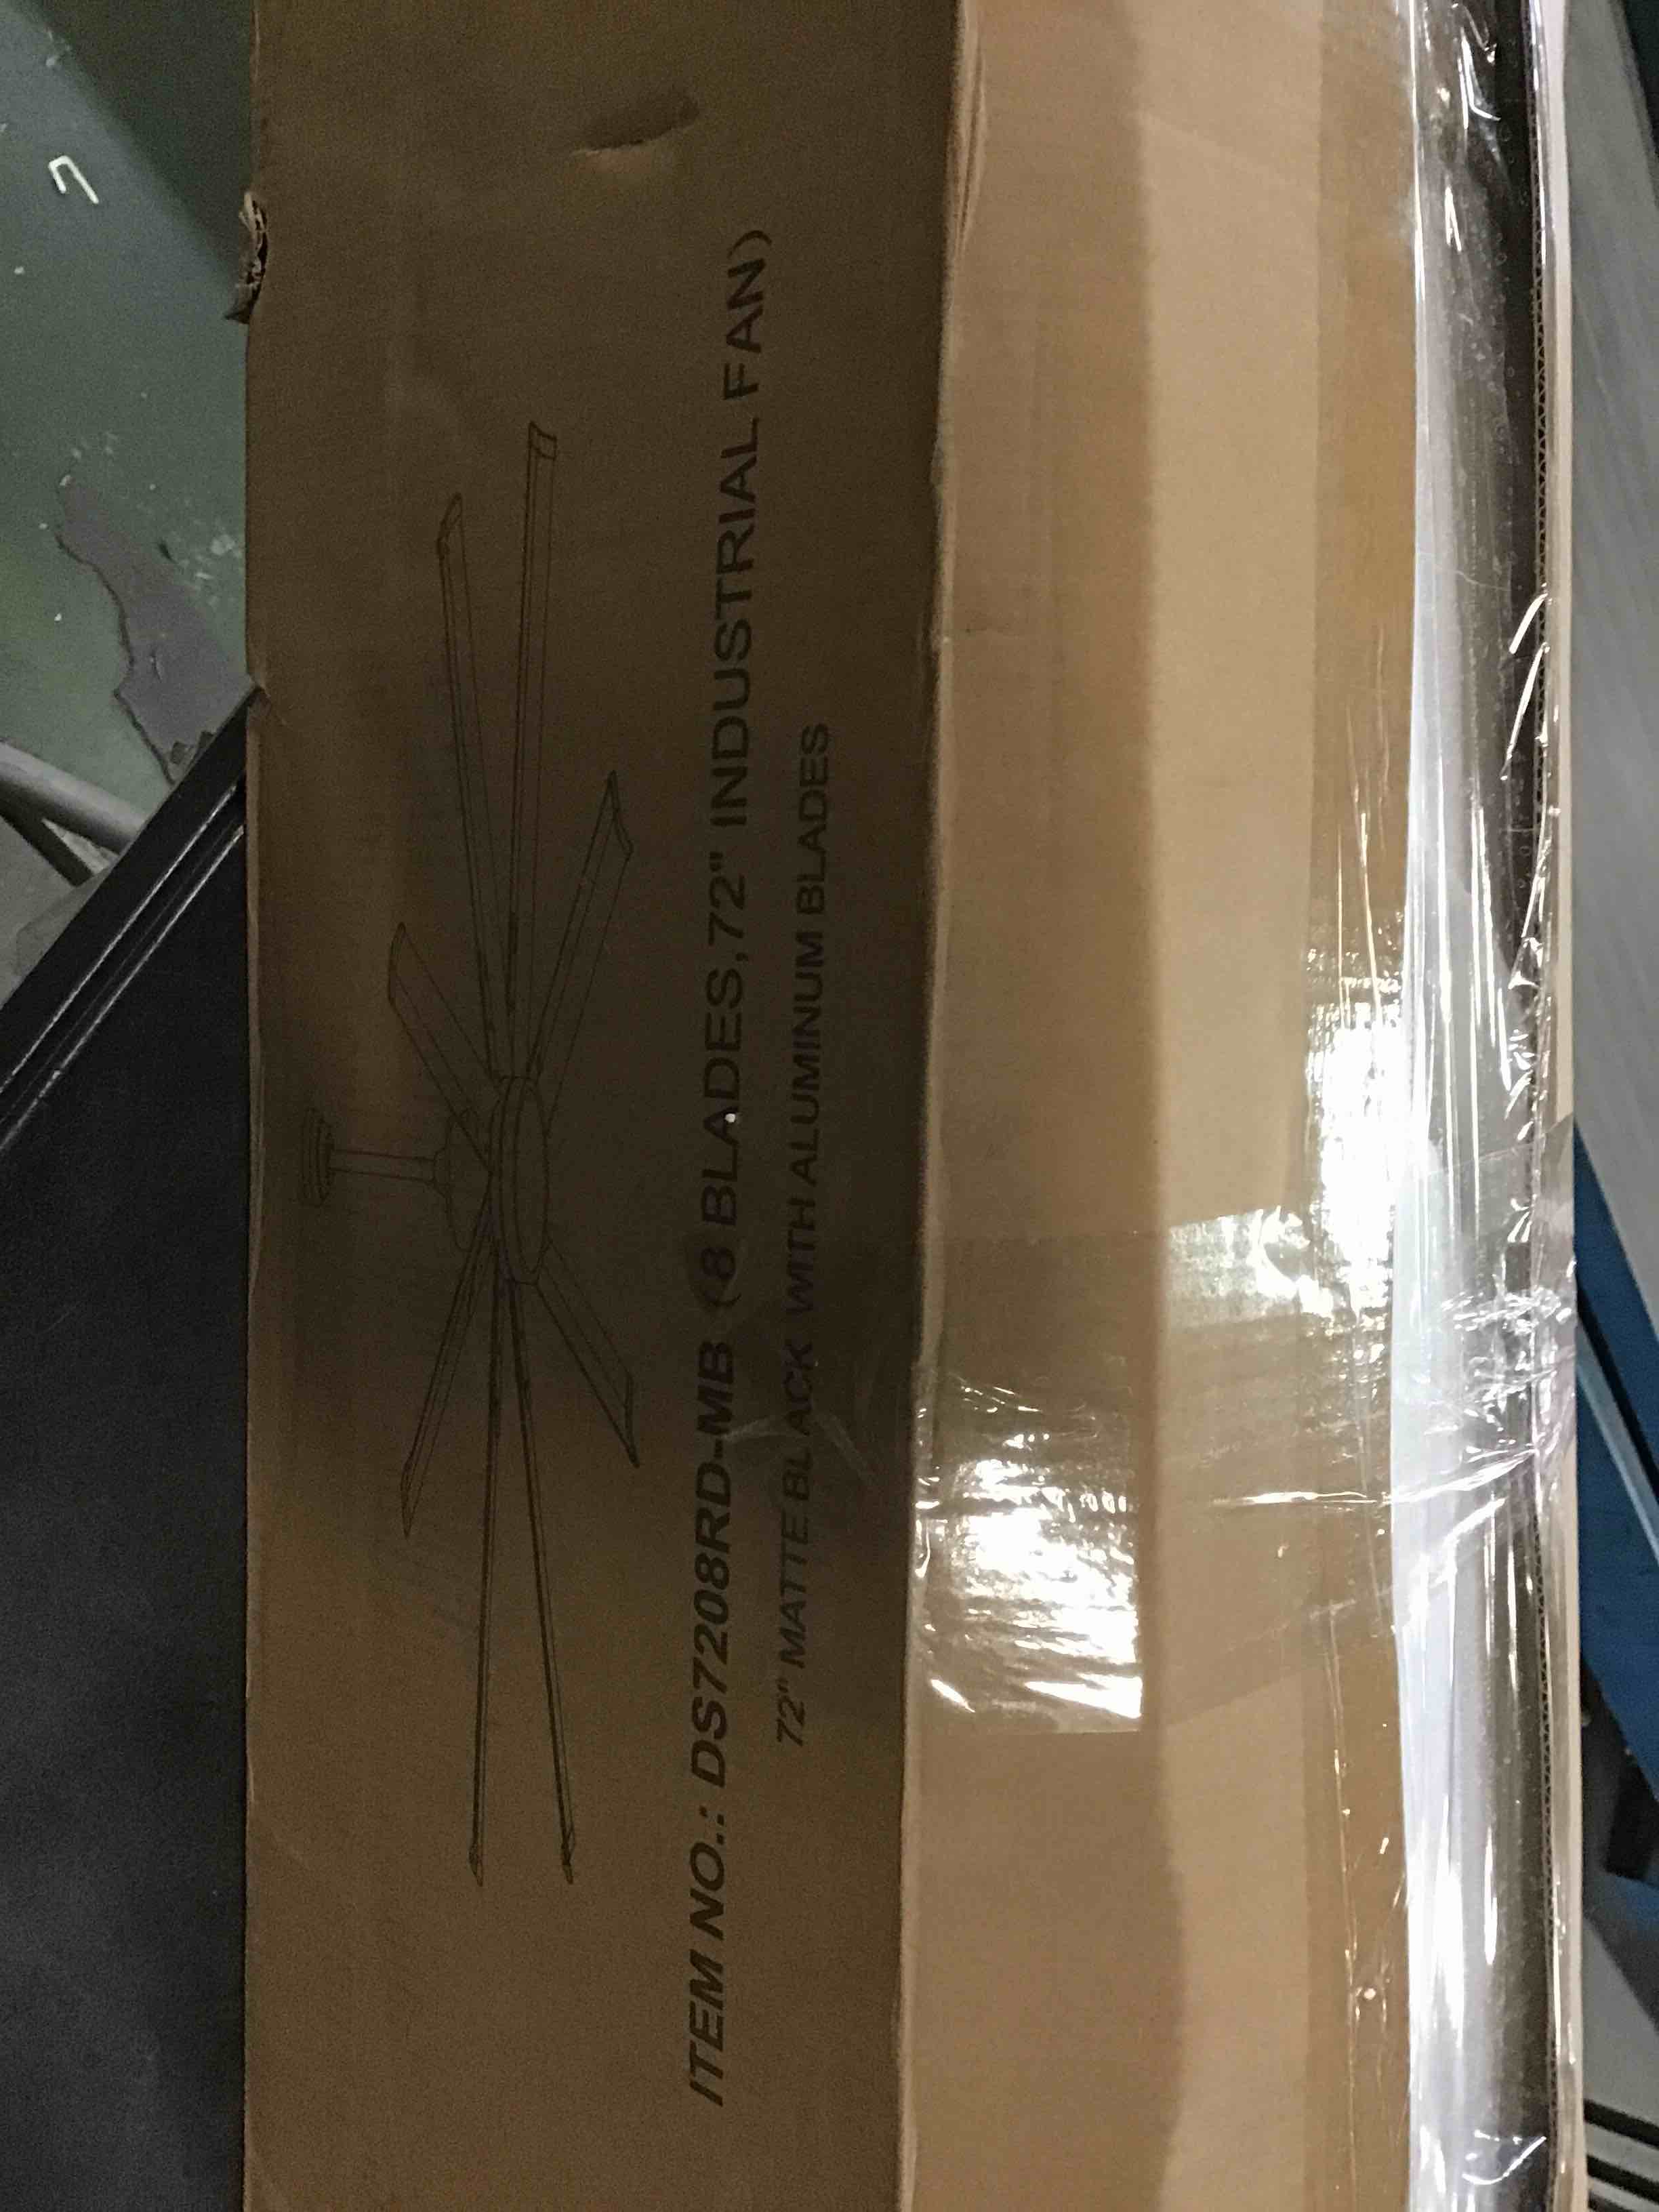 ITEM NO.: DS7208RD-MB (8 BLADES,72" INDUSTRIAL FAN)
72" MATTE BLACK WITH ALUMINUM BLADES